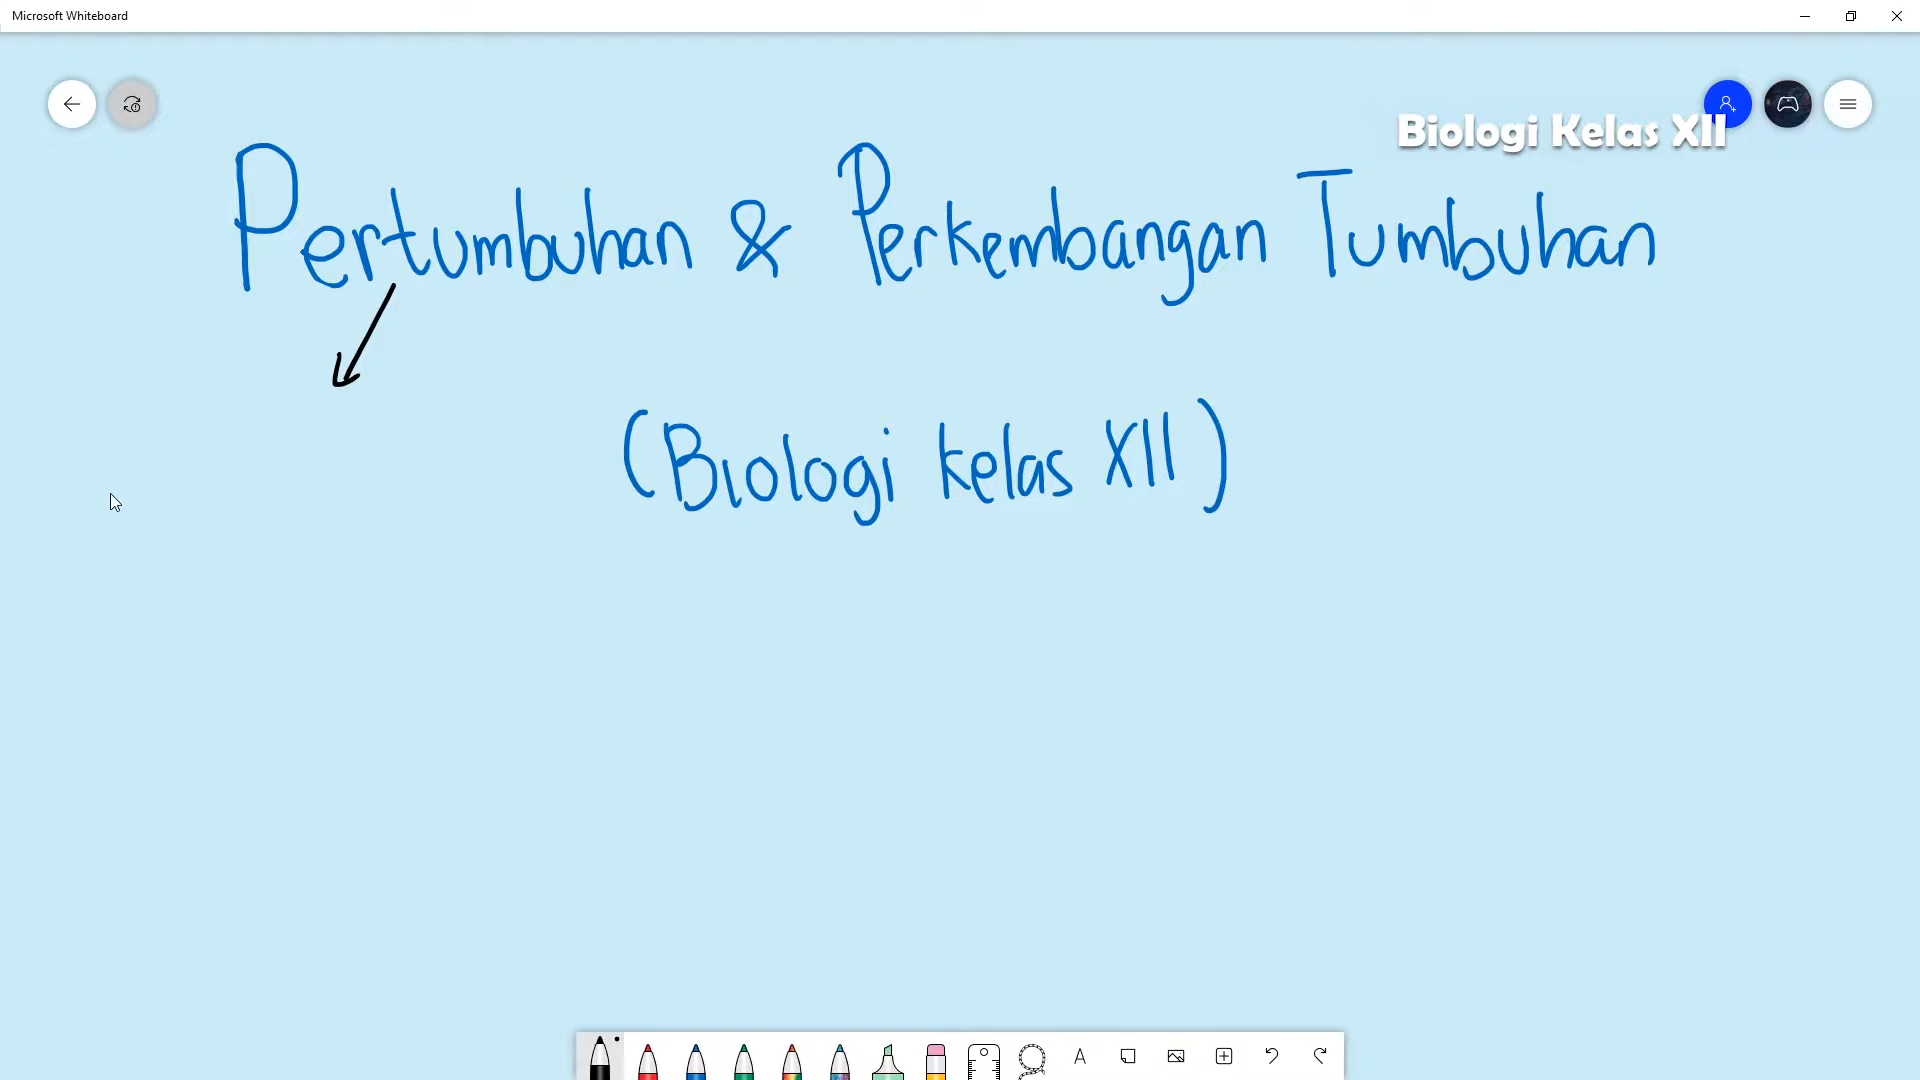 Microsoft Whiteboard
Biologi Kelas XII
Pertumbuhan & Perkembangan Tumbuhan
(Biologi kelas XII)